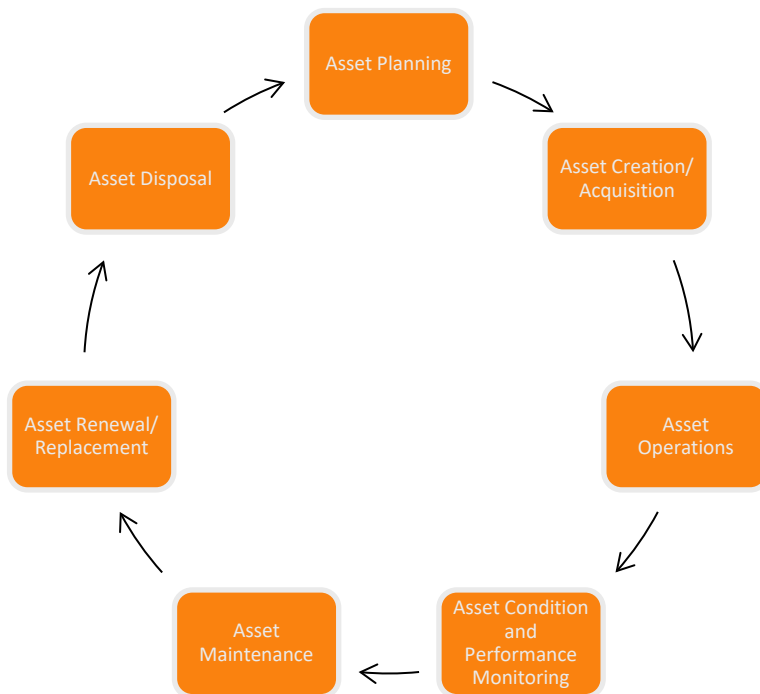 Asset Planning
Asset Creation/
Acquisition
Asset
Operations
Asset Condition
and
Performance
Monitoring
Asset
Maintenance
Asset Renewal/
Replacement
Asset Disposal